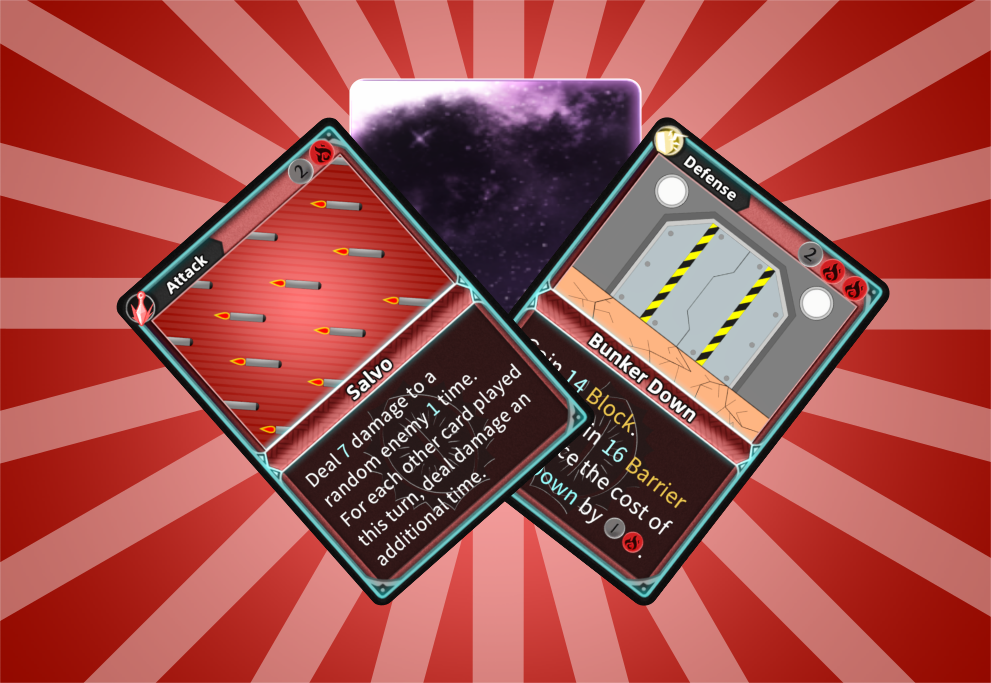 2
Attack
Salvo
Deal 7 damage to a
random enemy 1 time.
For each other card played
this turn, deal damage an
additional time.
Defense
2
Bunker Down
14 Block.
16 Barrier
the cost of
by 1
.